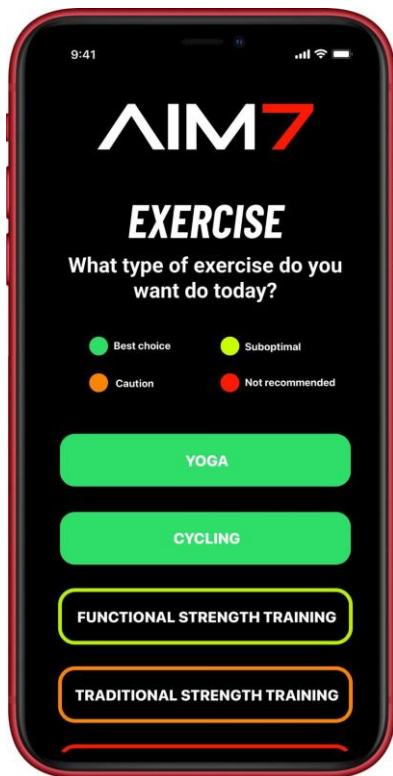 9:41
AIM7
EXERCISE
What type of exercise do you
want do today?
Best choice
Suboptimal
Caution
Not recommended
YOGA
CYCLING
FUNCTIONAL STRENGTH TRAINING
TRADITIONAL STRENGTH TRAINING